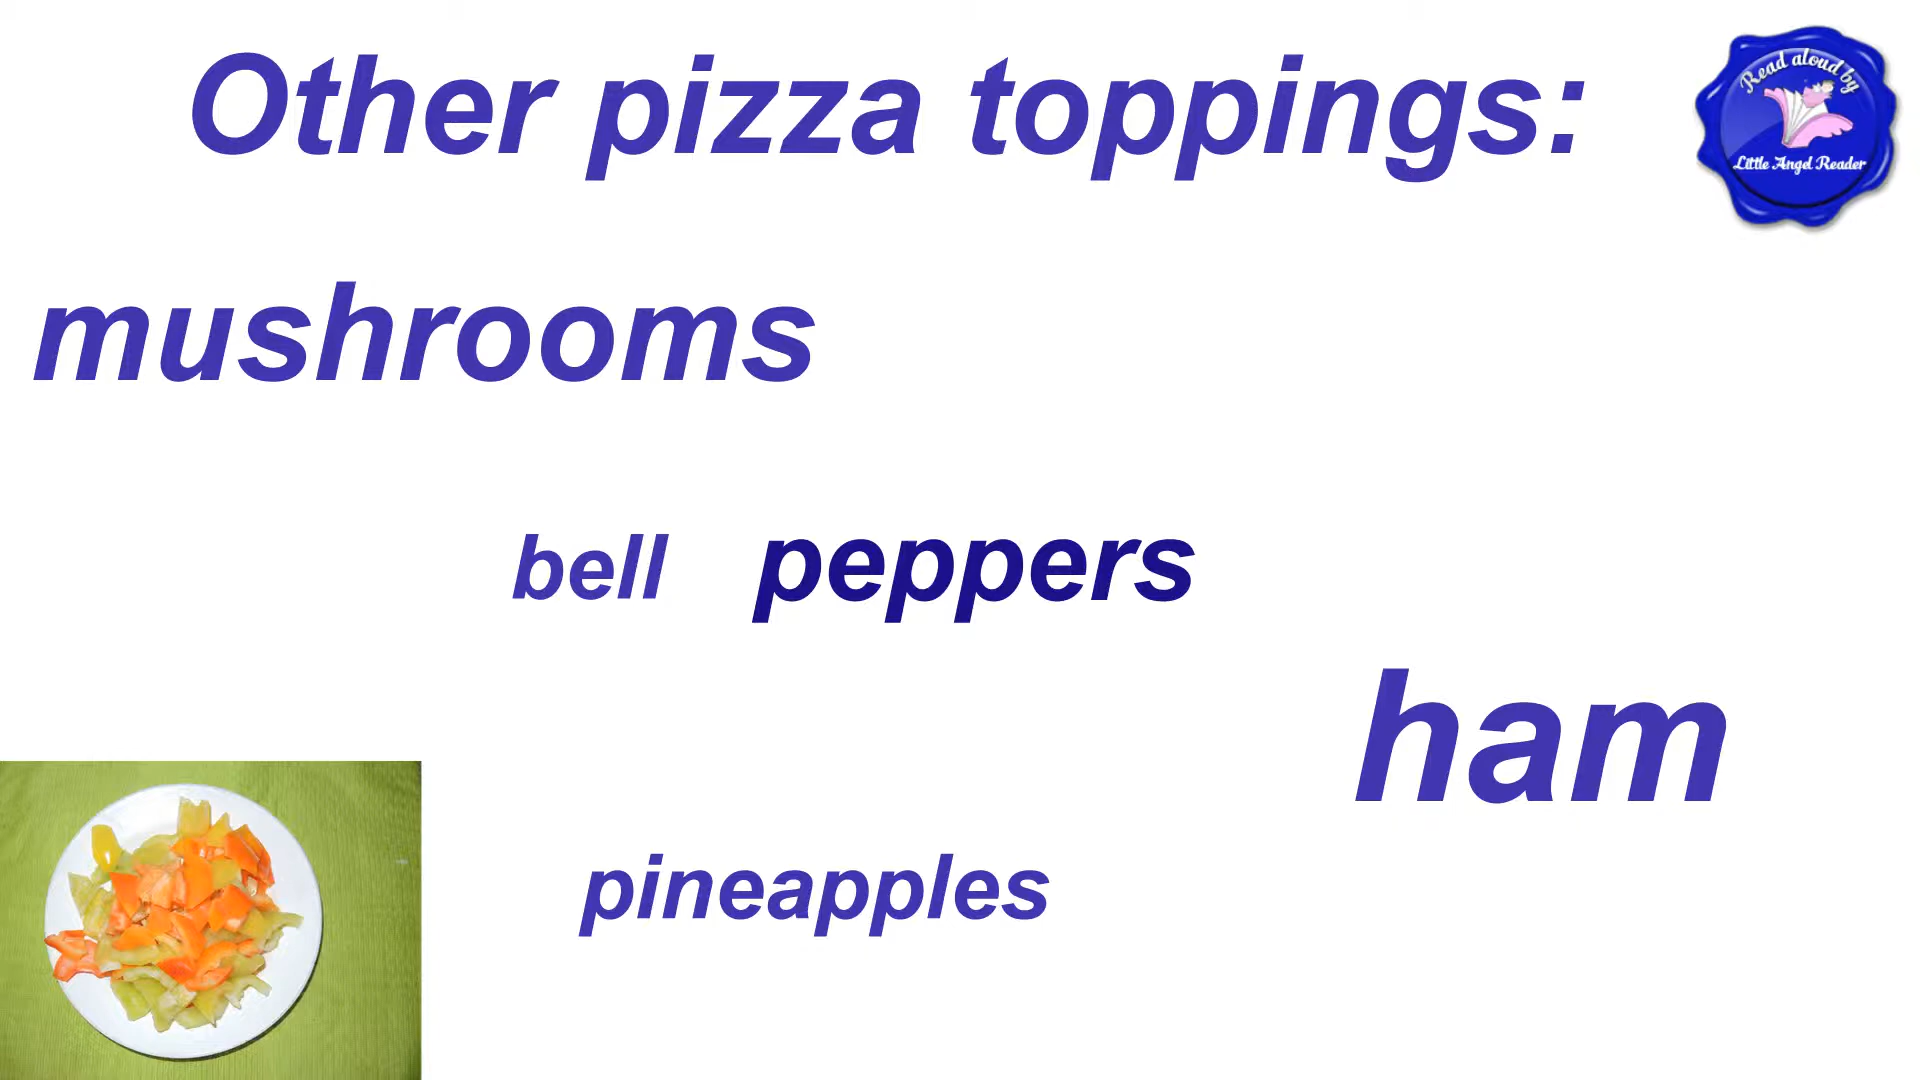 Other pizza toppings:
Read aloud by
Little Angel Reader
mushrooms
bell peppers
ham
pineapples